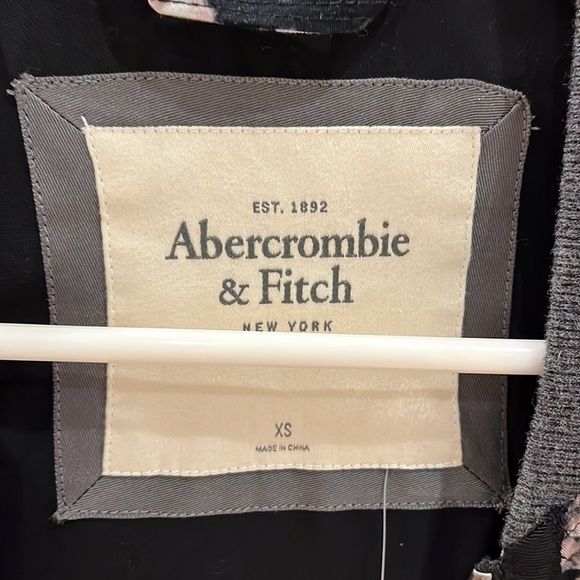 EST. 1892
Abercrombie
& Fitch
NEW YORK
XS
MADE IN CHINA